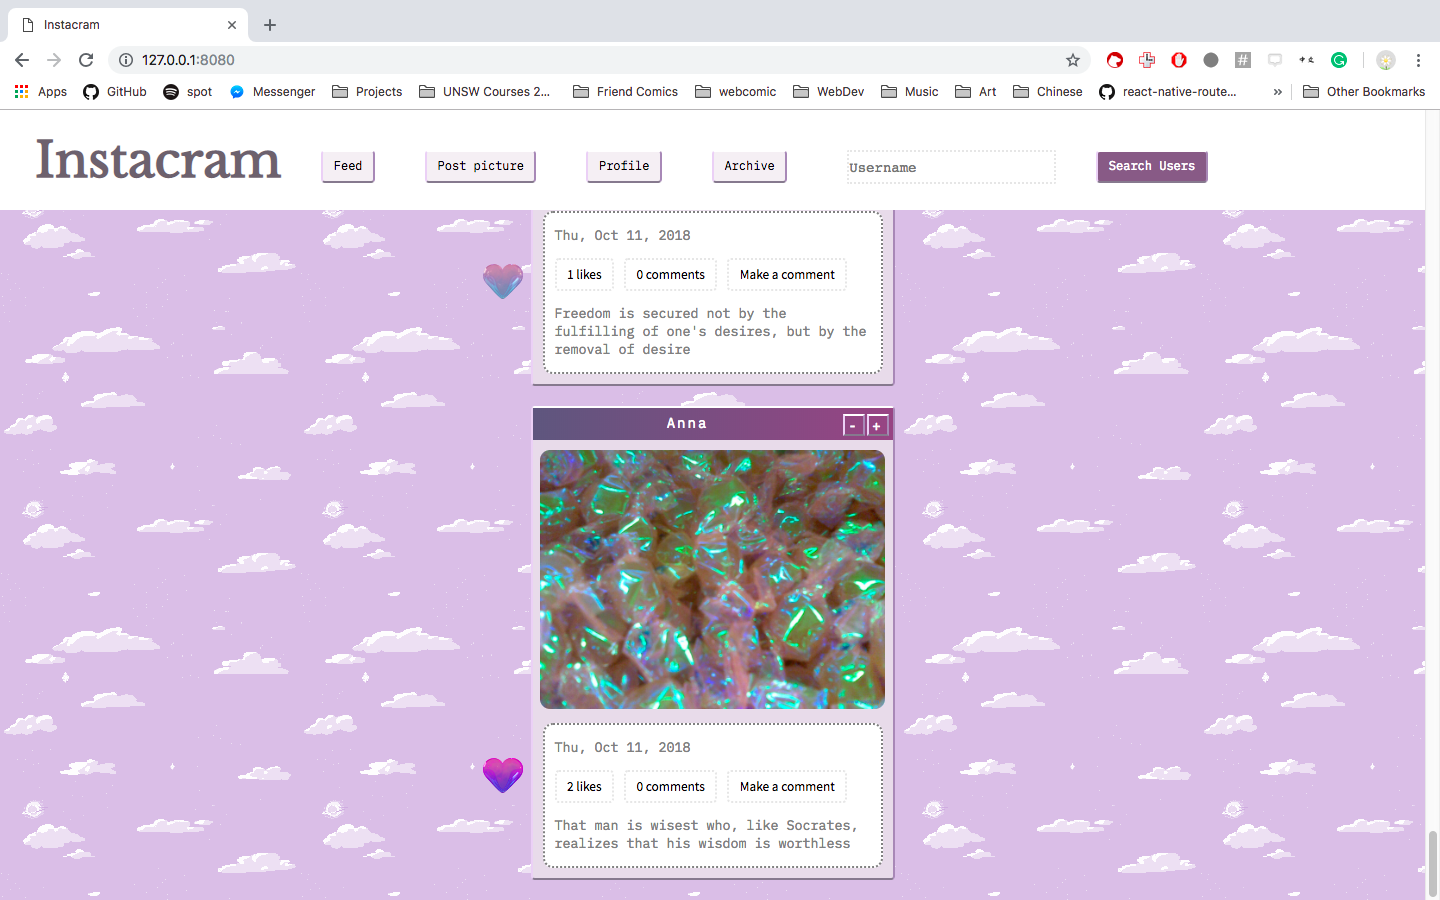 Instacram
127.0.0.1:8080
Apps GitHub spot Messenger Projects UNSW Courses 2... Friend Comics webcomic WebDev Music Art Chinese react-native-route... » Other Bookmarks
Instacram Feed Post picture Profile Archive Username Search Users
Thu, Oct 11, 2018
1 likes 0 comments Make a comment
Freedom is secured not by the
fulfilling of one's desires, but by the
removal of desire
Anna - +
Thu, Oct 11, 2018
2 likes 0 comments Make a comment
That man is wisest who, like Socrates,
realizes that his wisdom is worthless